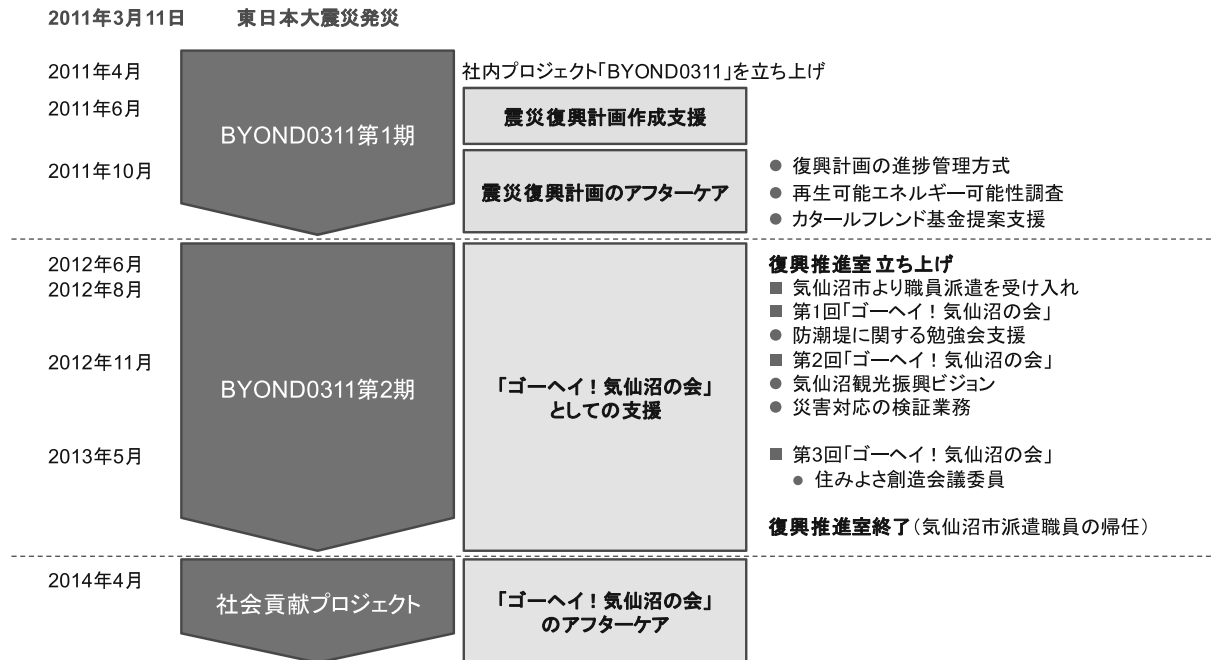 2011年3月11日 東日本大震災発災
2011年4月 社内プロジェクト「BYOND0311」を立ち上げ
2011年6月 震災復興計画作成支援
BYOND0311第1期
2011年10月 震災復興計画のアフターケア
● 復興計画の進捗管理方式
● 再生可能エネルギー可能性調査
● カタールフレンド基金提案支援
2012年6月 復興推進室 立ち上げ
2012年8月 ■ 気仙沼市より職員派遣を受け入れ
■ 第1回「ゴーヘイ！気仙沼の会」
● 防潮堤に関する勉強会支援
2012年11月 ■ 第2回「ゴーヘイ！気仙沼の会」
BYOND0311第2期
「ゴーヘイ！気仙沼の会」
としての支援
● 気仙沼観光振興ビジョン
● 災害対応の検証業務
2013年5月 ■ 第3回「ゴーヘイ！気仙沼の会」
● 住みよさ創造会議委員
復興推進室終了（気仙沼市派遣職員の帰任）
2014年4月
社会貢献プロジェクト
「ゴーヘイ！気仙沼の会」
のアフターケア